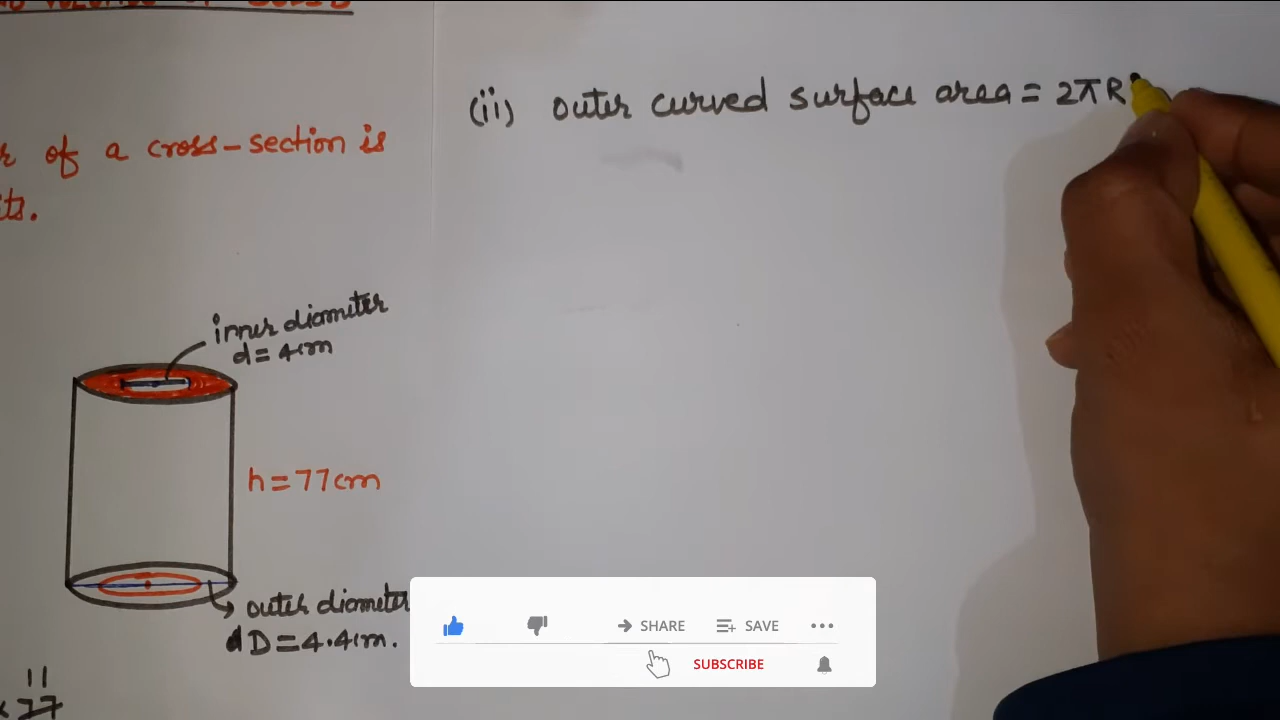 of a cross-section is
(ii) outer curved surface area = 2πR
inner diameter
d = 4cm
h = 77cm
outer diameter
D = 4.4cm.
11
77
SHARE
SAVE
SUBSCRIBE